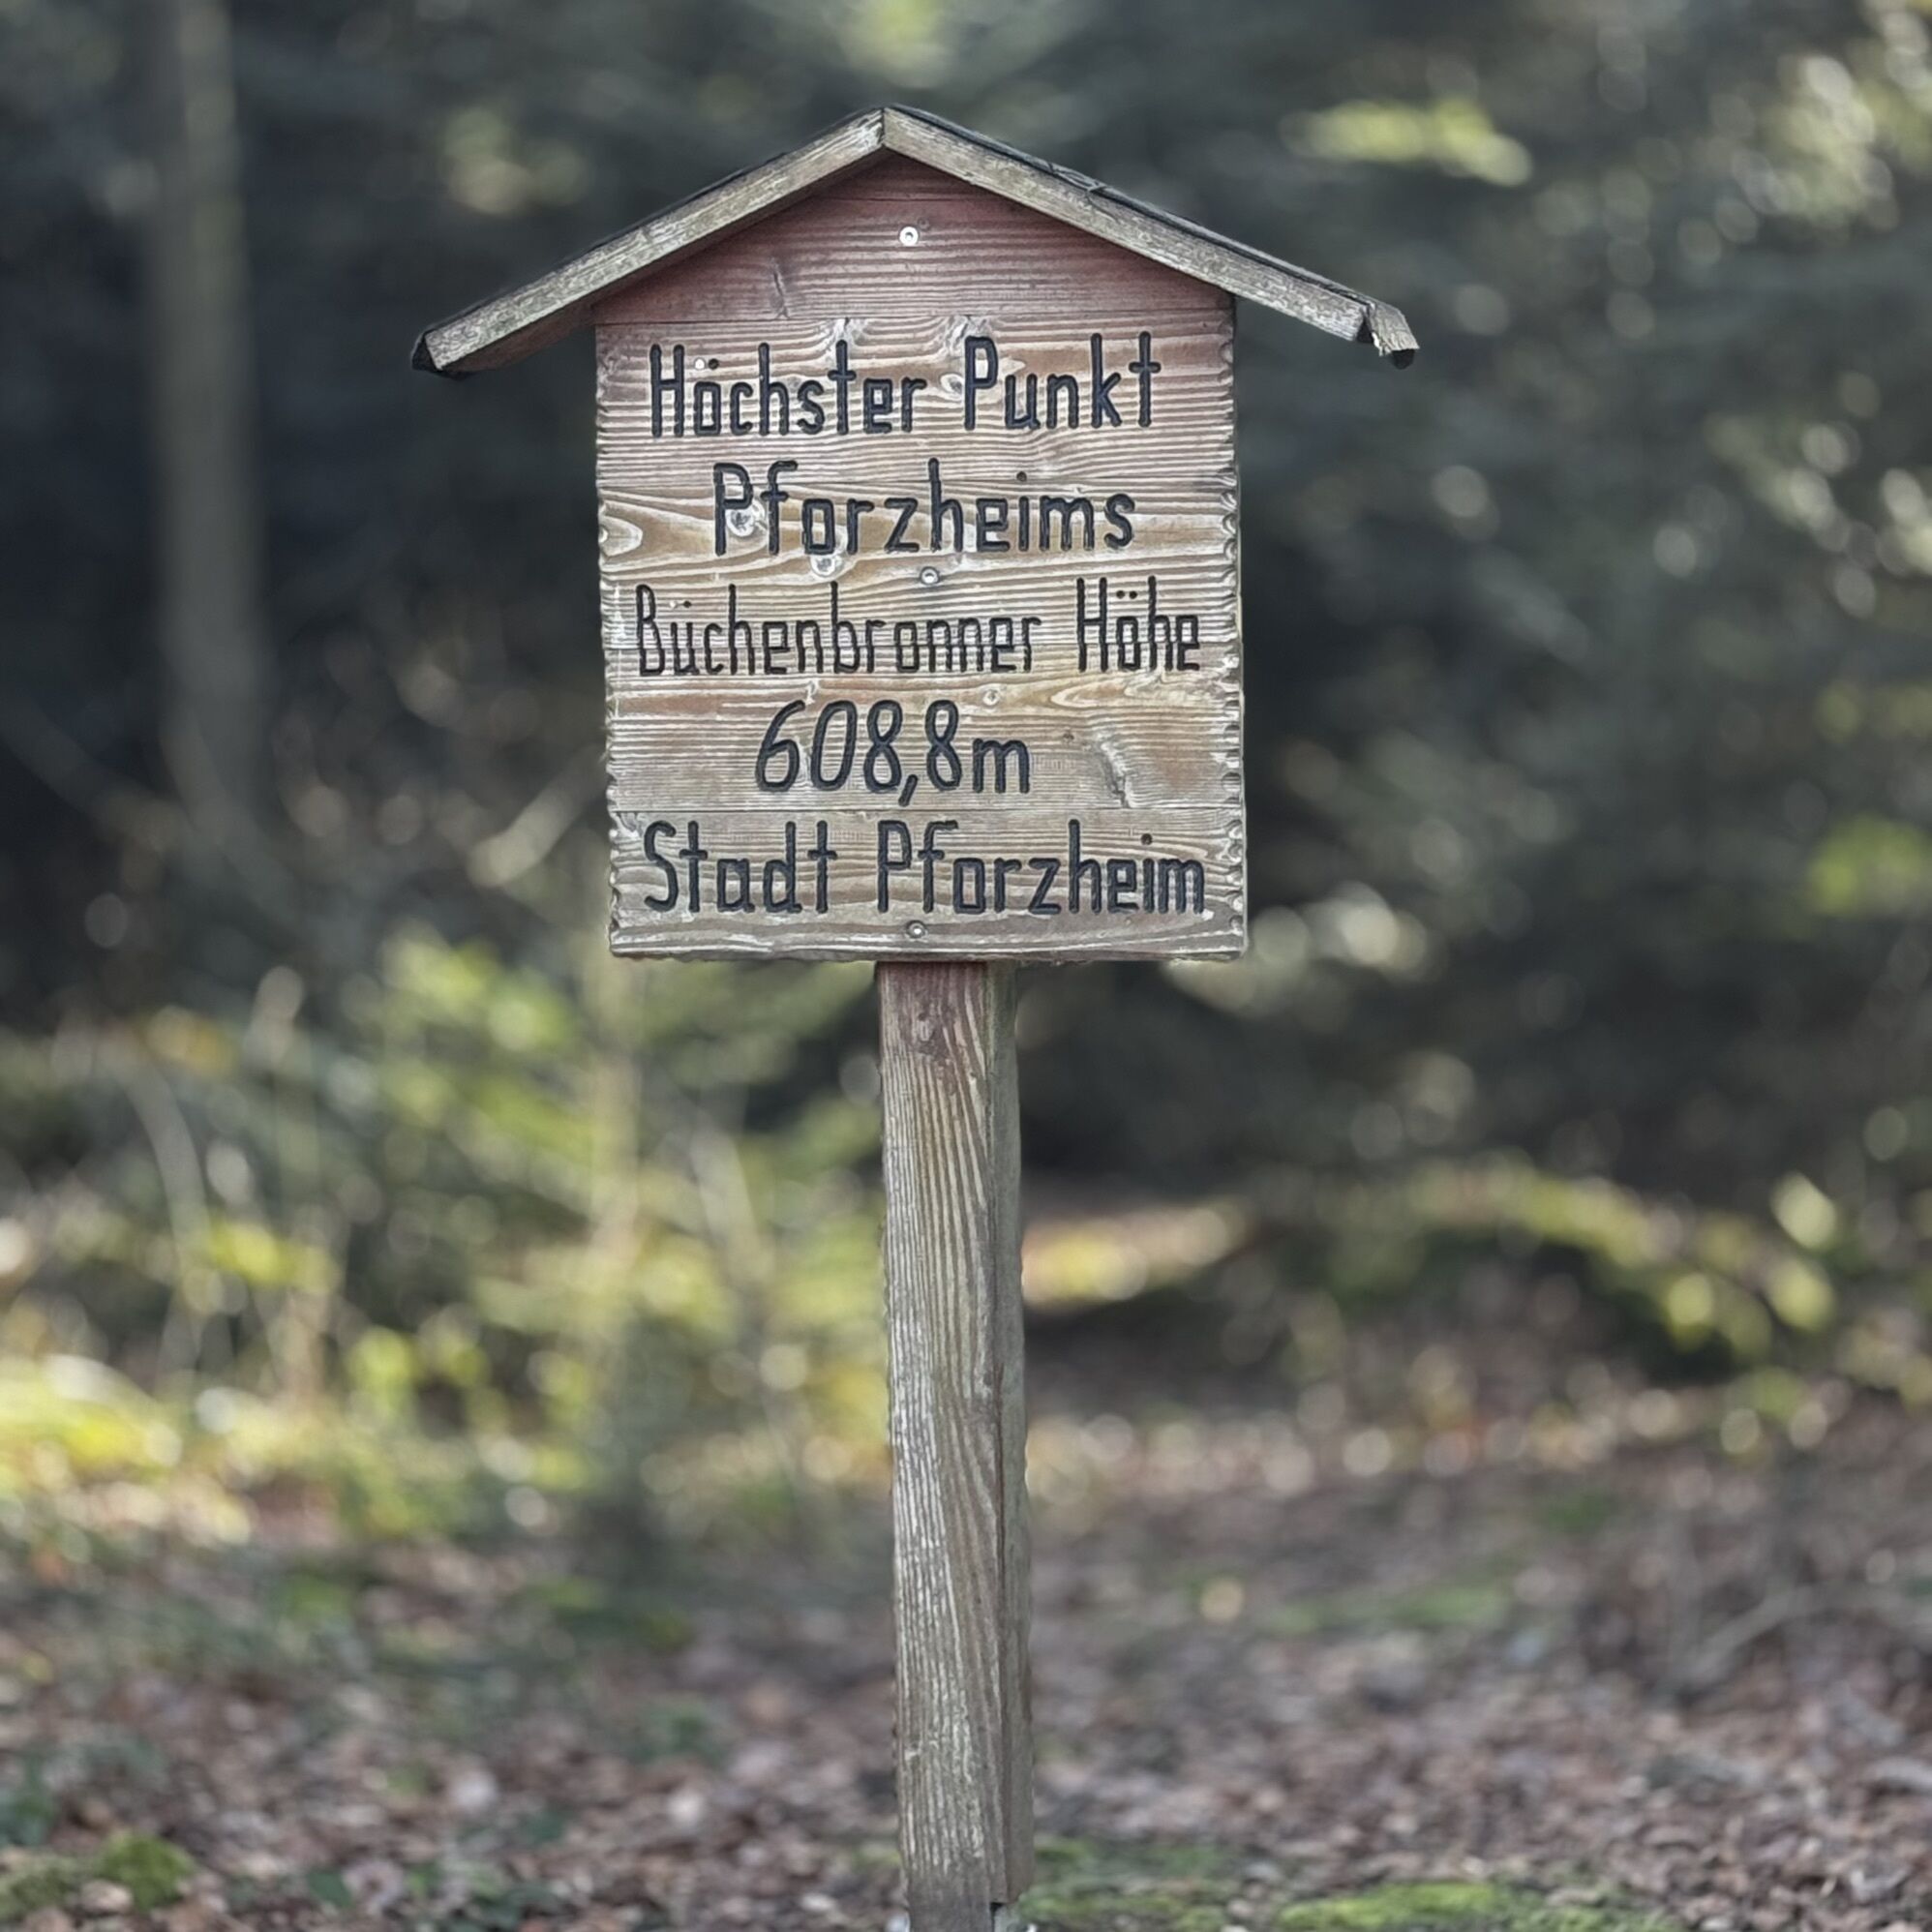 Höchster Punkt
Pforzheims
Büchenbronner Höhe
608,8m
Stadt Pforzheim